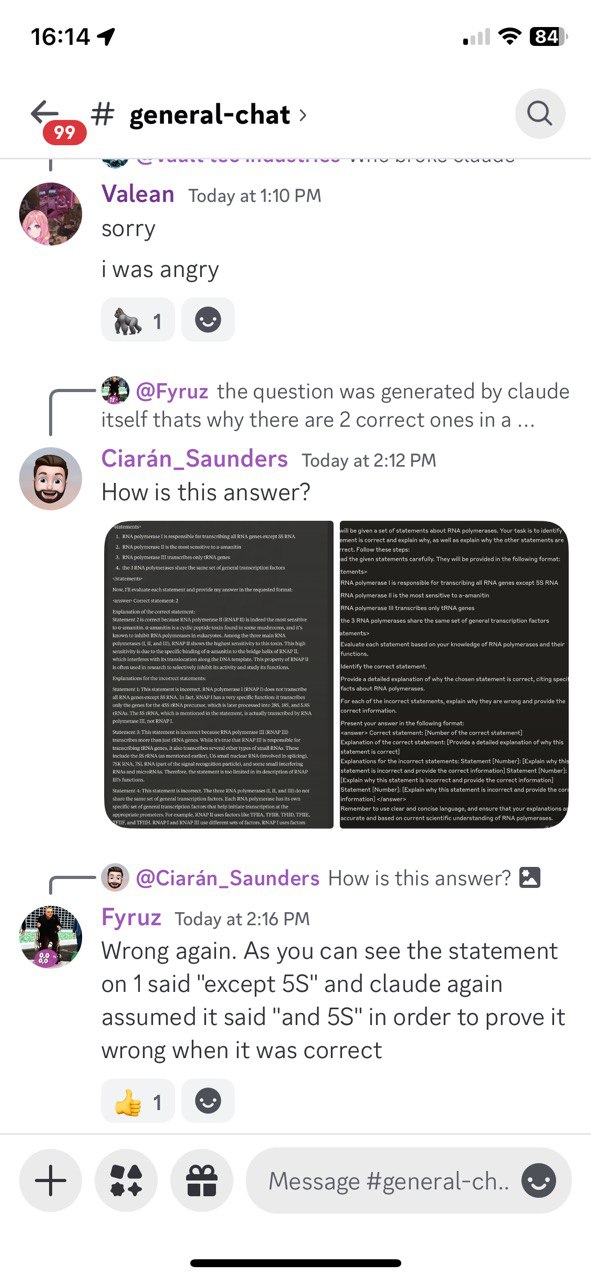 16:14
84
99
# general-chat ›
Valean Today at 1:10 PM
sorry
i was angry
1
@Fyruz the question was generated by claude
itself thats why there are 2 correct ones in a ...
Ciarán_Saunders Today at 2:12 PM
How is this answer?
statements>
1. RNA polymerase I is responsible for transcribing all RNA genes except 5S RNA
2. RNA polymerase II is the most sensitive to α-amanitin
3. RNA polymerase III transcribes only tRNA genes
4. the 3 RNA polymerases share the same set of general transcription factors
</statements>
Now, I'll evaluate each statement and provide my answer in the requested format:
<answer> Correct statement: 2
Explanation of the correct statement:
Statement 2 is correct because RNA polymerase II (RNAP II) is indeed the most sensitive
to α-amanitin. α-amanitin is a cyclic peptide toxin found in some mushrooms, and it's
known to inhibit RNA polymerases in eukaryotes. Among the three main RNA
polymerases (I, II, and III), RNAP II shows the highest sensitivity to this toxin. This high
sensitivity is due to the specific binding of α-amanitin to the bridge helix of RNAP II,
which interferes with its translocation along the DNA template. This property of RNAP II
is often used in research to selectively inhibit its activity and study its functions.
Explanations for the incorrect statements:
Statement 1: This statement is incorrect. RNA polymerase I (RNAP I) does not transcribe
all RNA genes except 5S RNA. In fact, RNAP I has a very specific function: it transcribes
only the genes for the 45S rRNA precursor, which is later processed into 28S, 18S, and 5.8S
rRNAs. The 5S rRNA, which is mentioned in the statement, is actually transcribed by RNA
polymerase III, not RNAP I.
Statement 3: This statement is incorrect because RNA polymerase III (RNAP III)
transcribes more than just tRNA genes. While it's true that RNAP III is responsible for
transcribing tRNA genes, it also transcribes several other types of small RNAs. These
include the 5S rRNA (as mentioned earlier), U6 small nuclear RNA (involved in splicing),
7SK RNA, 7SL RNA (part of the signal recognition particle), and some small interfering
RNAs and microRNAs. Therefore, the statement is too limited in its description of RNAP
III's functions.
Statement 4: This statement is incorrect. The three RNA polymerases (I, II, and III) do not
share the same set of general transcription factors. Each RNA polymerase has its own
specific set of general transcription factors that help initiate transcription at the
appropriate promoters. For example, RNAP II uses factors like TFIIA, TFIIB, TFIID, TFIIE,
TFIIF, and TFIIH. RNAP I and RNAP III use different sets of factors. RNAP I uses factors
will be given a set of statements about RNA polymerases. Your task is to identify
ement is correct and explain why, as well as explain why the other statements are
rrect. Follow these steps:
ad the given statements carefully. They will be provided in the following format:
tements>
RNA polymerase I is responsible for transcribing all RNA genes except 5S RNA
RNA polymerase II is the most sensitive to a-amanitin
RNA polymerase III transcribes only tRNA genes
the 3 RNA polymerases share the same set of general transcription factors
atements>
Evaluate each statement based on your knowledge of RNA polymerases and their
functions.
Identify the correct statement.
Provide a detailed explanation of why the chosen statement is correct, citing speci
facts about RNA polymerases.
For each of the incorrect statements, explain why they are wrong and provide the
correct information.
Present your answer in the following format:
<answer> Correct statement: [Number of the correct statement]
Explanation of the correct statement: [Provide a detailed explanation of why this
statement is correct]
Explanations for the incorrect statements: Statement [Number]: [Explain why this
statement is incorrect and provide the correct information] Statement [Number]:
[Explain why this statement is incorrect and provide the correct information]
Statement [Number]: [Explain why this statement is incorrect and provide the corr
information] </answer>
Remember to use clear and concise language, and ensure that your explanations a
accurate and based on current scientific understanding of RNA polymerases.
@Ciarán_Saunders How is this answer?
Fyruz Today at 2:16 PM
Wrong again. As you can see the statement
on 1 said "except 5S" and claude again
assumed it said "and 5S" in order to prove it
wrong when it was correct
1
Message #general-ch..